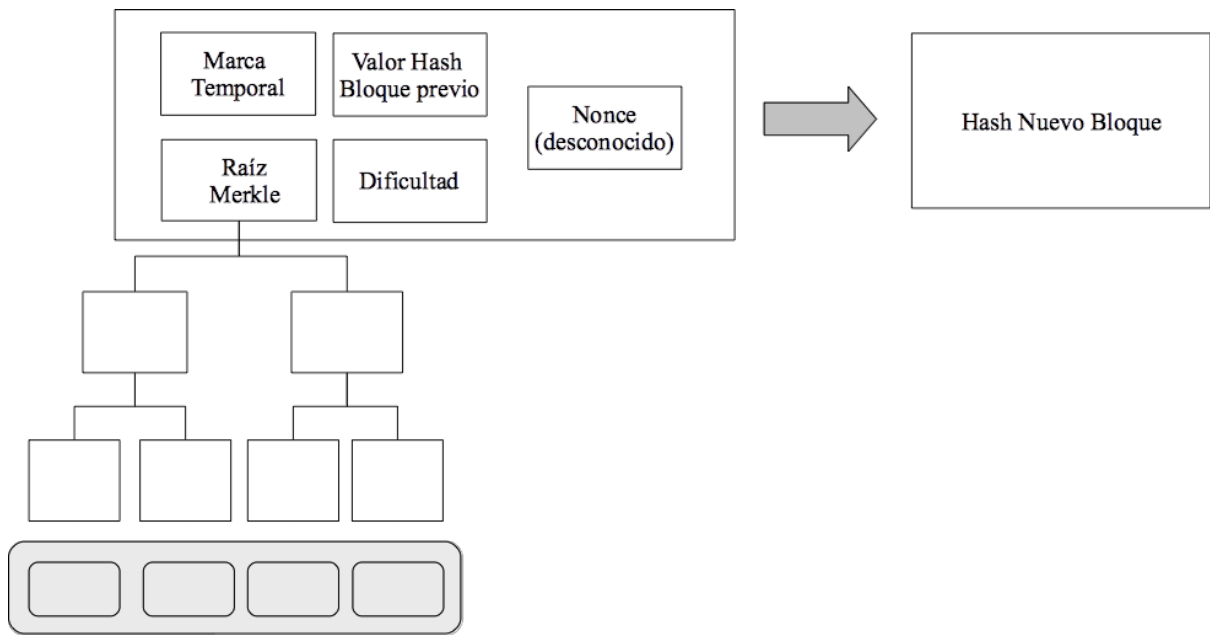 Marca
Temporal
Valor Hash
Bloque previo
Nonce
(desconocido)
Raíz
Merkle
Dificultad
Hash Nuevo Bloque